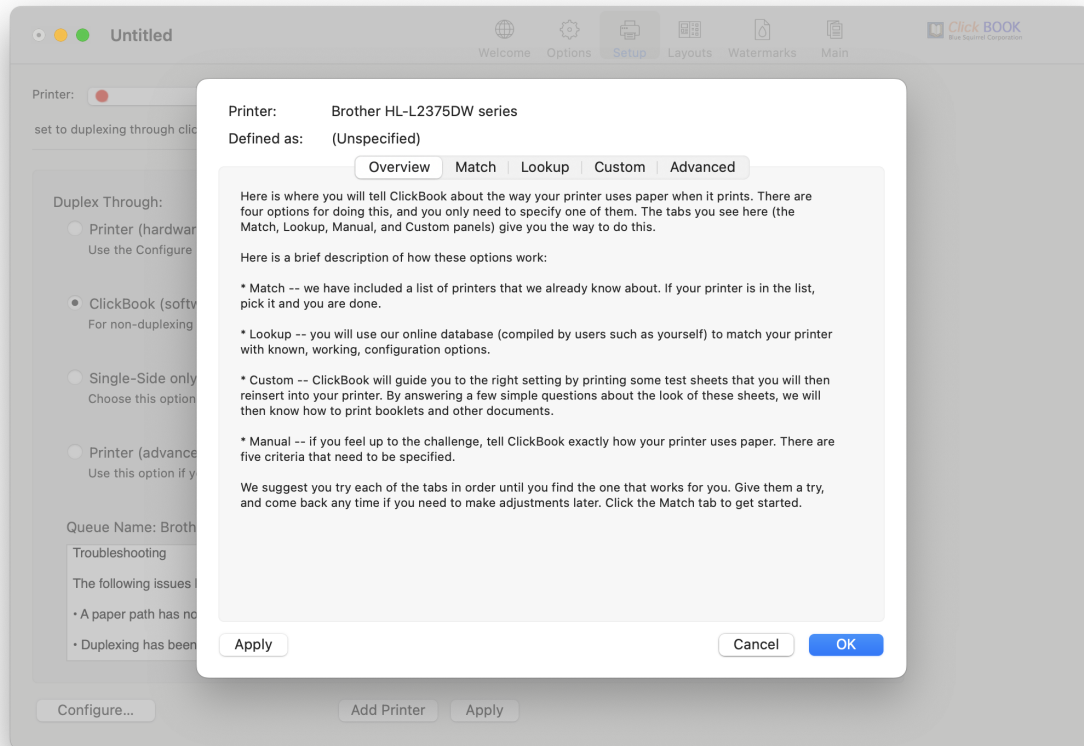 Untitled
Welcome Options Setup Layouts Watermarks Main
Click BOOK
Blue Squirrel Corporation
Printer:
set to duplexing through clic
Duplex Through:
Printer (hardwar
Use the Configure
ClickBook (softw
For non-duplexing
Single-Side only
Choose this option
Printer (advance
Use this option if y
Queue Name: Broth
Troubleshooting
The following issues
• A paper path has no
• Duplexing has been
Configure...
Add Printer
Apply
Printer: Brother HL-L2375DW series
Defined as: (Unspecified)
Overview Match Lookup Custom Advanced
Here is where you will tell ClickBook about the way your printer uses paper when it prints. There are
four options for doing this, and you only need to specify one of them. The tabs you see here (the
Match, Lookup, Manual, and Custom panels) give you the way to do this.
Here is a brief description of how these options work:
* Match -- we have included a list of printers that we already know about. If your printer is in the list,
pick it and you are done.
* Lookup -- you will use our online database (compiled by users such as yourself) to match your printer
with known, working, configuration options.
* Custom -- ClickBook will guide you to the right setting by printing some test sheets that you will then
reinsert into your printer. By answering a few simple questions about the look of these sheets, we will
then know how to print booklets and other documents.
* Manual -- if you feel up to the challenge, tell ClickBook exactly how your printer uses paper. There are
five criteria that need to be specified.
We suggest you try each of the tabs in order until you find the one that works for you. Give them a try,
and come back any time if you need to make adjustments later. Click the Match tab to get started.
Apply
Cancel
OK